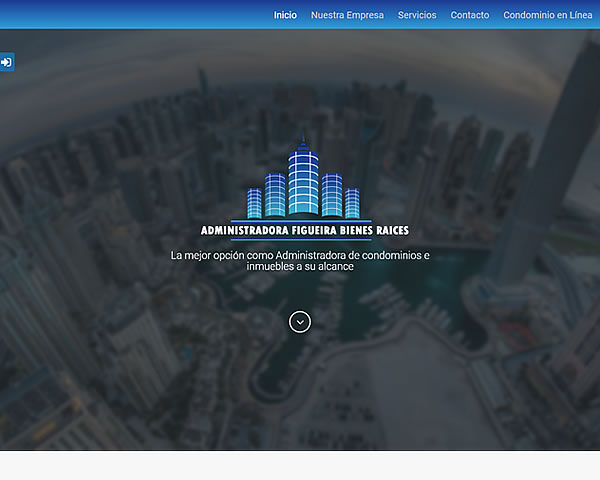 Inicio Nuestra Empresa Servicios Contacto Condominio en Línea
ADMINISTRADORA FIGUEIRA BIENES RAICES
La mejor opción como Administradora de condominios e
inmuebles a su alcance